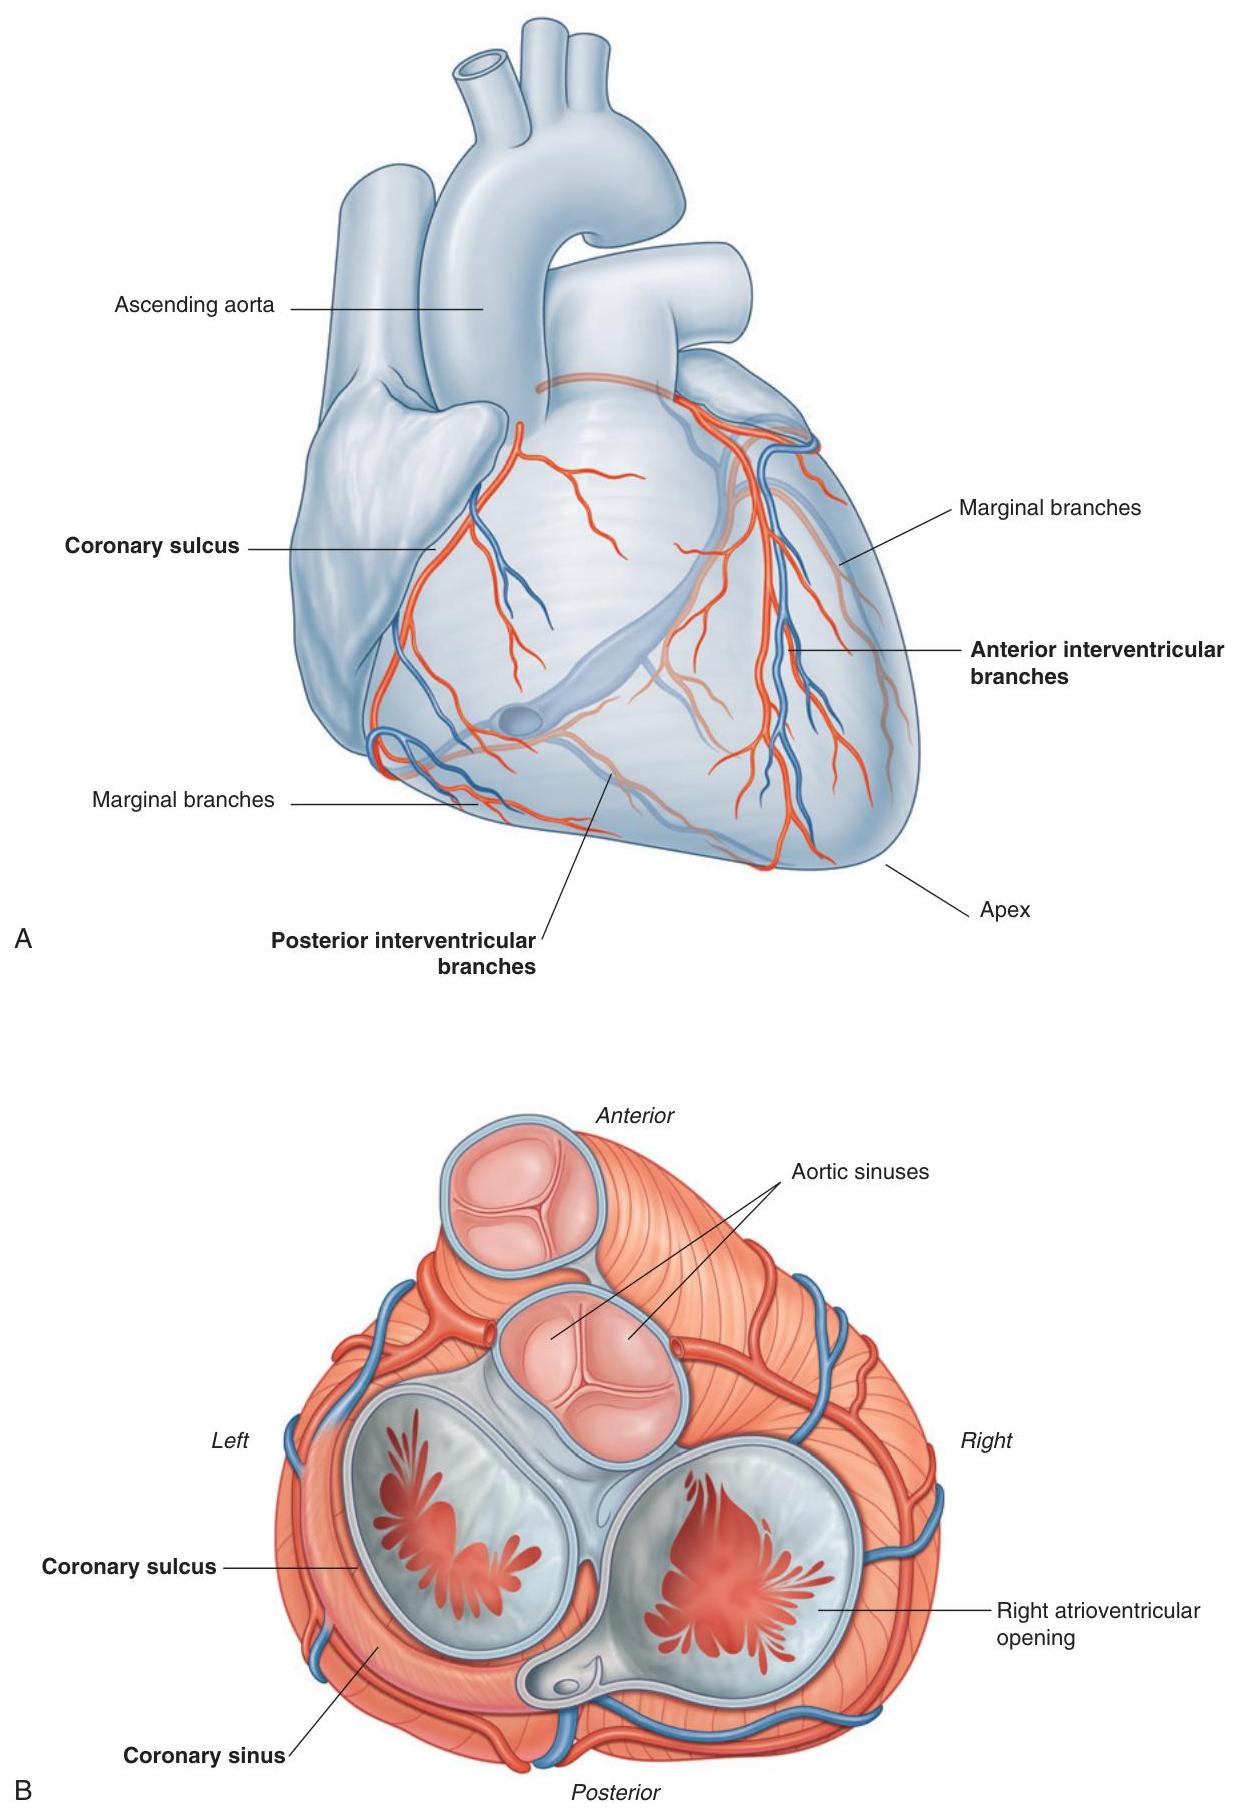 Ascending aorta
Marginal branches
Coronary sulcus
Anterior interventricular
branches
Marginal branches
Apex
A
Posterior interventricular
branches
Anterior
Aortic sinuses
Left
Right
Coronary sulcus
Right atrioventricular
opening
Coronary sinus
B
Posterior